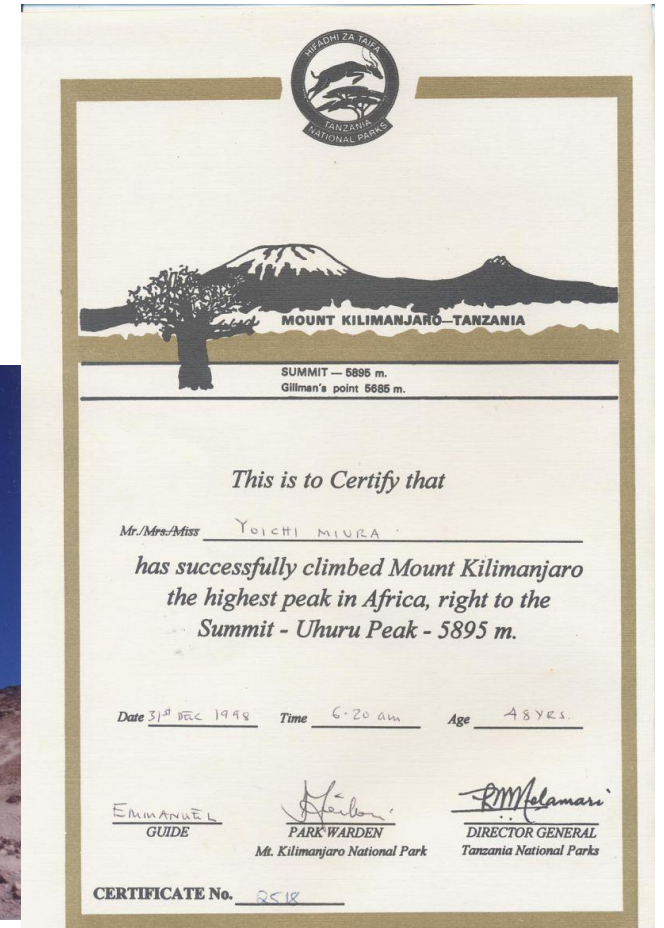 HIFADHI ZA TAIFA
TANZANIA
NATIONAL PARKS
MOUNT KILIMANJARO—TANZANIA
SUMMIT — 5895 m.
Gillman's point 5685 m.
This is to Certify that
Mr./Mrs./Miss YOICHI MIURA
has successfully climbed Mount Kilimanjaro
the highest peak in Africa, right to the
Summit - Uhuru Peak - 5895 m.
Date 31st DEC 1998 Time 6.20 am Age 48 YRS.
EMMANUEL
GUIDE PARK WARDEN DIRECTOR GENERAL
Mt. Kilimanjaro National Park Tanzania National Parks
CERTIFICATE No. 2518